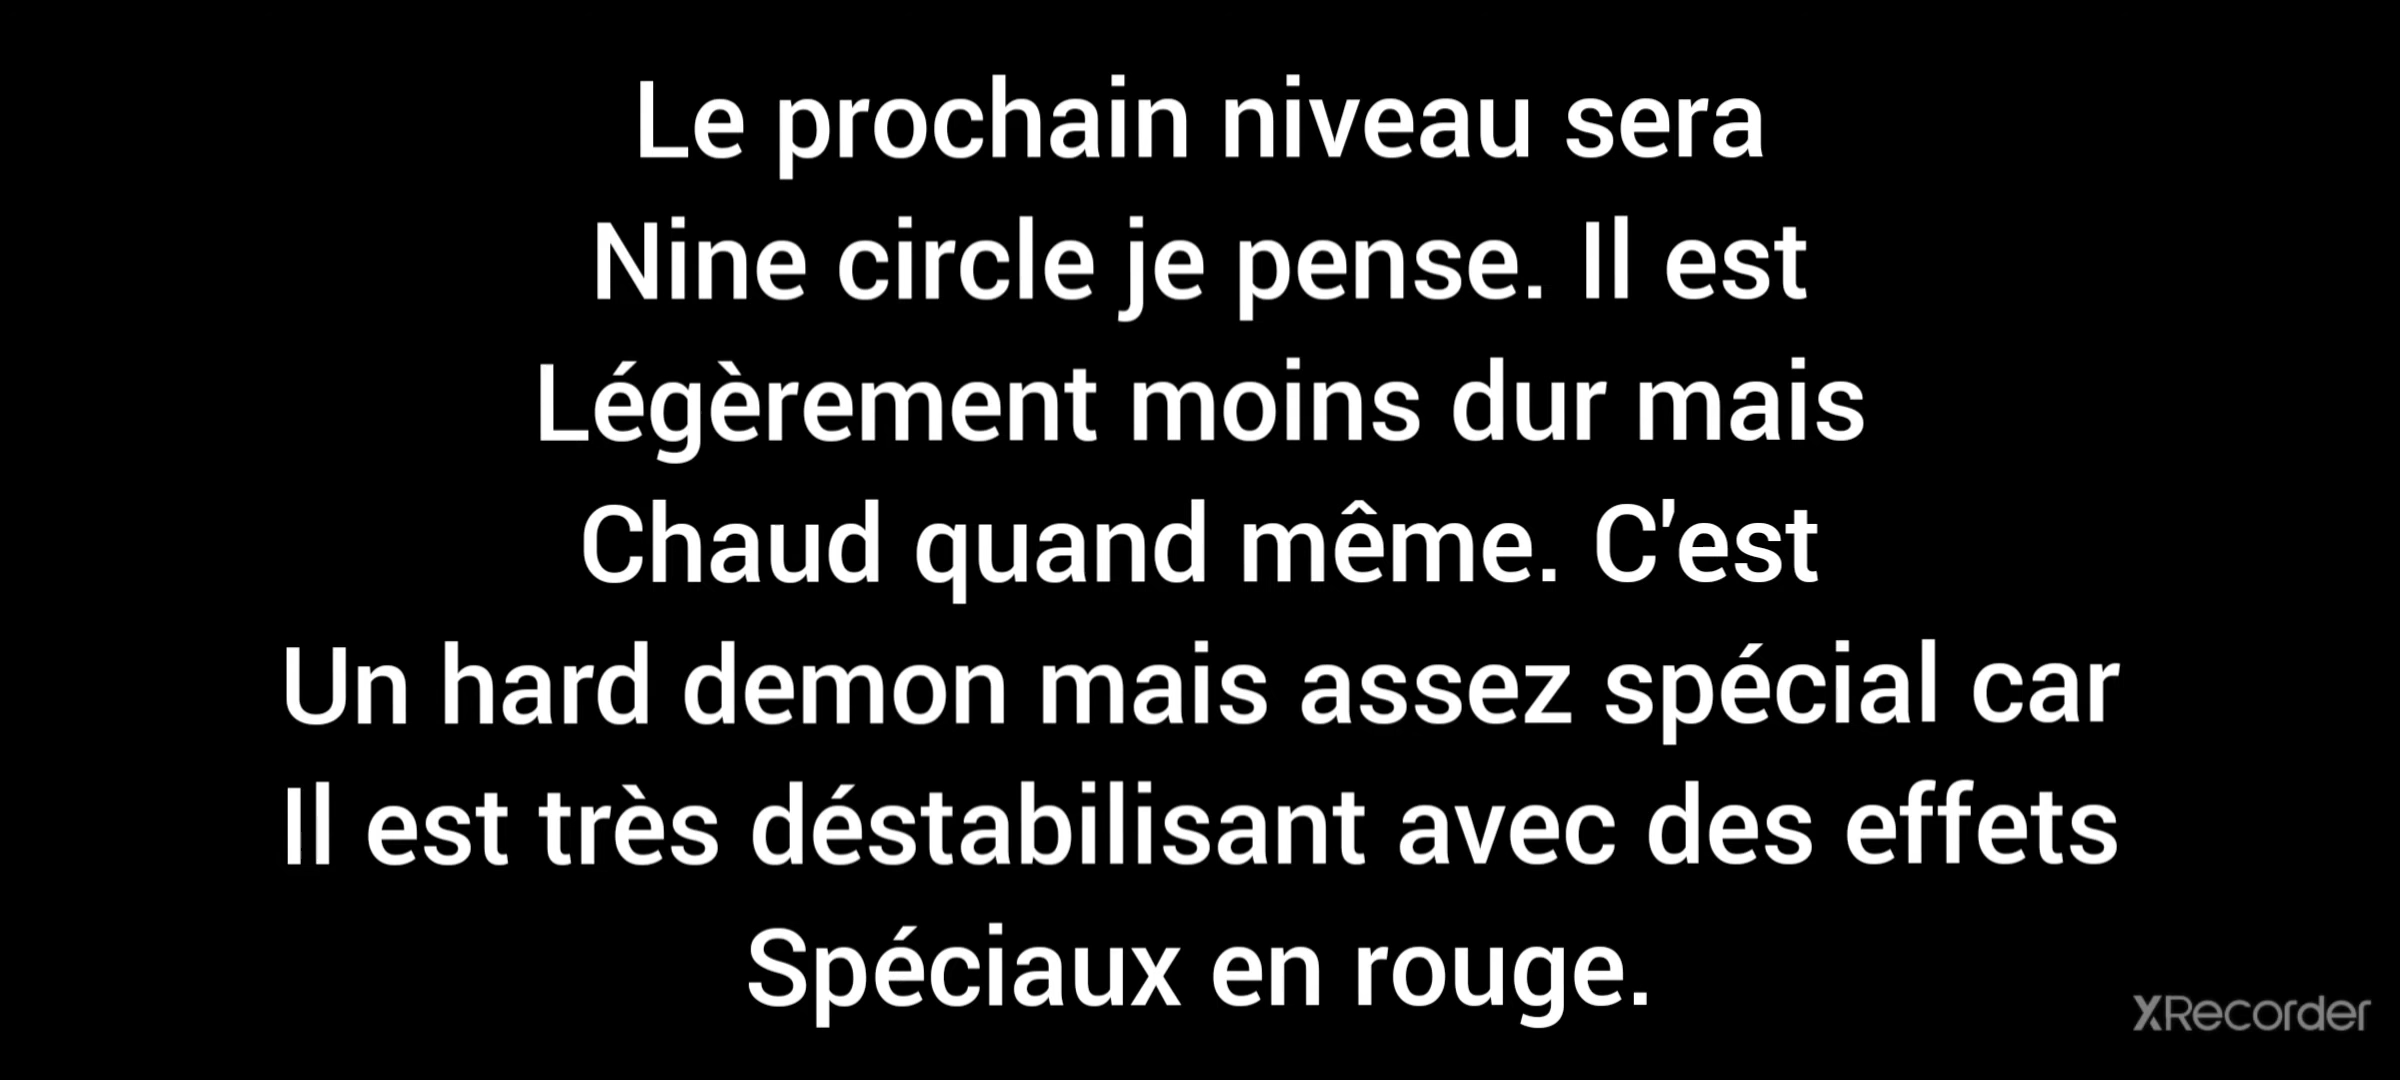 Le prochain niveau sera
Nine circle je pense. Il est
Légèrement moins dur mais
Chaud quand même. C'est
Un hard demon mais assez spécial car
Il est très déstabilisant avec des effets
Spéciaux en rouge.
XRecorder